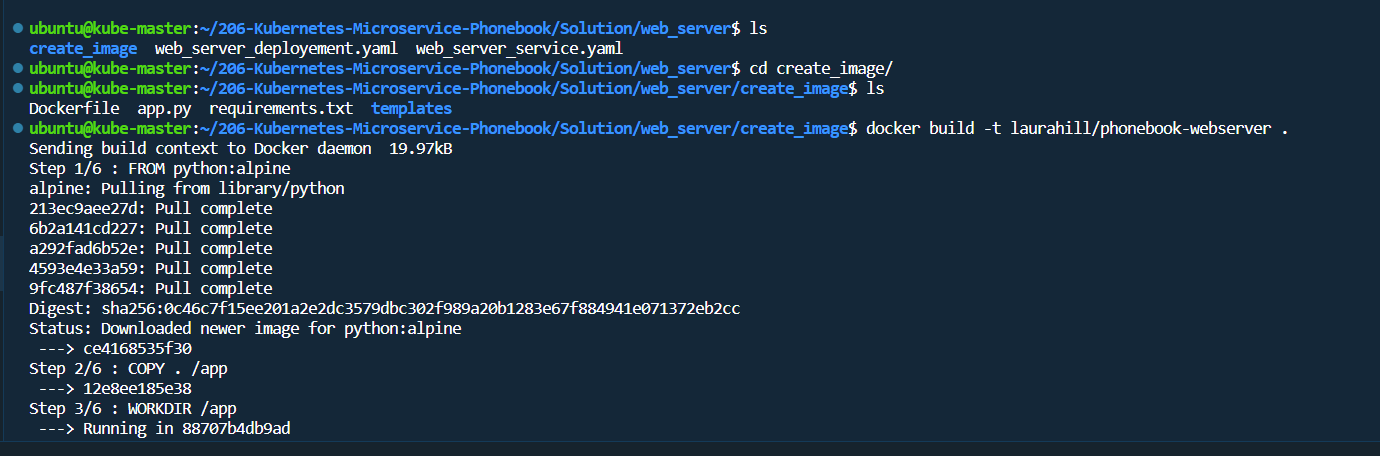 ubuntu@kube-master:~/206-Kubernetes-Microservice-Phonebook/Solution/web_server$ ls
create_image  web_server_deployement.yaml  web_server_service.yaml
ubuntu@kube-master:~/206-Kubernetes-Microservice-Phonebook/Solution/web_server$ cd create_image/
ubuntu@kube-master:~/206-Kubernetes-Microservice-Phonebook/Solution/web_server/create_image$ ls
Dockerfile  app.py  requirements.txt  templates
ubuntu@kube-master:~/206-Kubernetes-Microservice-Phonebook/Solution/web_server/create_image$ docker build -t laurahill/phonebook-webserver .
Sending build context to Docker daemon  19.97kB
Step 1/6 : FROM python:alpine
alpine: Pulling from library/python
213ec9aee27d: Pull complete
6b2a141cd227: Pull complete
a292fad6b52e: Pull complete
4593e4e33a59: Pull complete
9fc487f38654: Pull complete
Digest: sha256:0c46c7f15ee201a2e2dc3579dbc302f989a20b1283e67f884941e071372eb2cc
Status: Downloaded newer image for python:alpine
 ---> ce4168535f30
Step 2/6 : COPY . /app
 ---> 12e8ee185e38
Step 3/6 : WORKDIR /app
 ---> Running in 88707b4db9ad